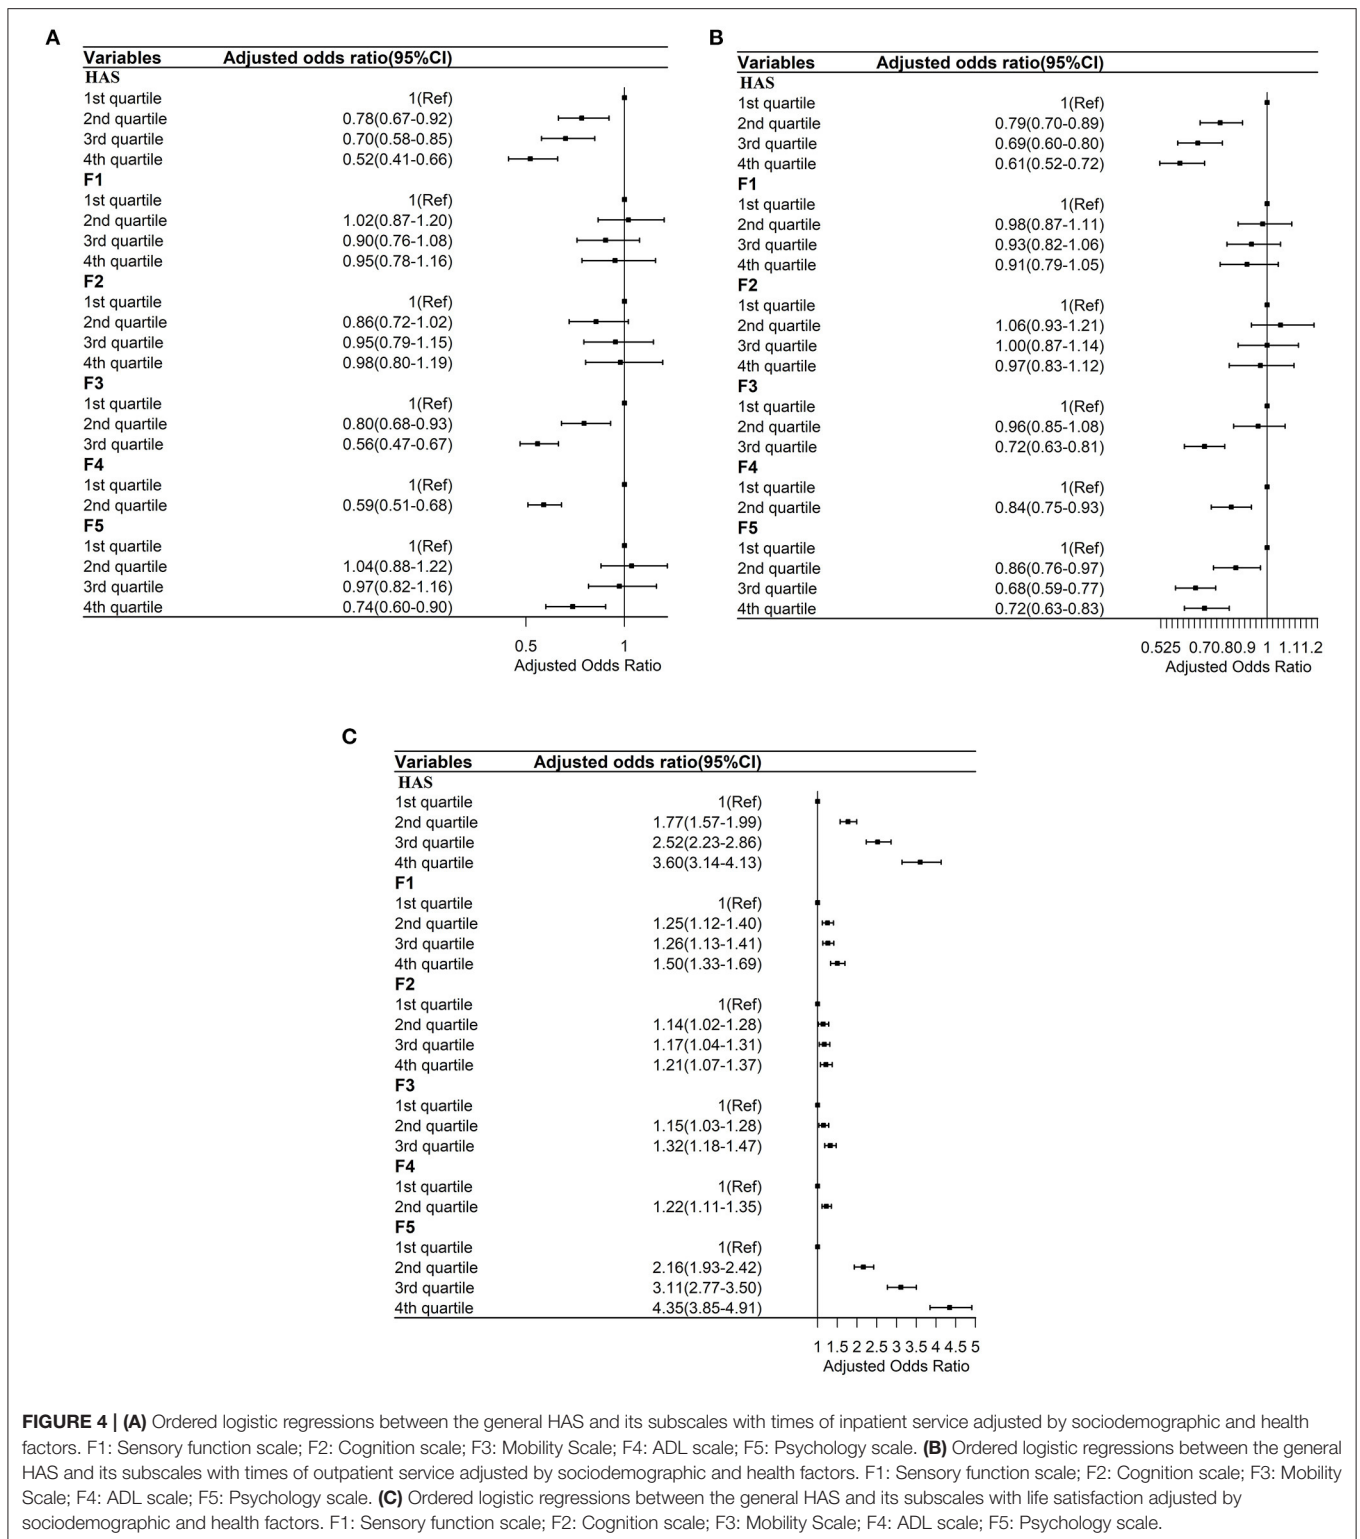 A
Variables Adjusted odds ratio(95%CI)
HAS
1st quartile 1(Ref)
2nd quartile 0.78(0.67-0.92)
3rd quartile 0.70(0.58-0.85)
4th quartile 0.52(0.41-0.66)
F1
1st quartile 1(Ref)
2nd quartile 1.02(0.87-1.20)
3rd quartile 0.90(0.76-1.08)
4th quartile 0.95(0.78-1.16)
F2
1st quartile 1(Ref)
2nd quartile 0.86(0.72-1.02)
3rd quartile 0.95(0.79-1.15)
4th quartile 0.98(0.80-1.19)
F3
1st quartile 1(Ref)
2nd quartile 0.80(0.68-0.93)
3rd quartile 0.56(0.47-0.67)
F4
1st quartile 1(Ref)
2nd quartile 0.59(0.51-0.68)
F5
1st quartile 1(Ref)
2nd quartile 1.04(0.88-1.22)
3rd quartile 0.97(0.82-1.16)
4th quartile 0.74(0.60-0.90)
0.5 1
Adjusted Odds Ratio
B
Variables Adjusted odds ratio(95%CI)
HAS
1st quartile 1(Ref)
2nd quartile 0.79(0.70-0.89)
3rd quartile 0.69(0.60-0.80)
4th quartile 0.61(0.52-0.72)
F1
1st quartile 1(Ref)
2nd quartile 0.98(0.87-1.11)
3rd quartile 0.93(0.82-1.06)
4th quartile 0.91(0.79-1.05)
F2
1st quartile 1(Ref)
2nd quartile 1.06(0.93-1.21)
3rd quartile 1.00(0.87-1.14)
4th quartile 0.97(0.83-1.12)
F3
1st quartile 1(Ref)
2nd quartile 0.96(0.85-1.08)
3rd quartile 0.72(0.63-0.81)
F4
1st quartile 1(Ref)
2nd quartile 0.84(0.75-0.93)
F5
1st quartile 1(Ref)
2nd quartile 0.86(0.76-0.97)
3rd quartile 0.68(0.59-0.77)
4th quartile 0.72(0.63-0.83)
0.525 0.70.80.9 1 1.11.2
Adjusted Odds Ratio
C
Variables Adjusted odds ratio(95%CI)
HAS
1st quartile 1(Ref)
2nd quartile 1.77(1.57-1.99)
3rd quartile 2.52(2.23-2.86)
4th quartile 3.60(3.14-4.13)
F1
1st quartile 1(Ref)
2nd quartile 1.25(1.12-1.40)
3rd quartile 1.26(1.13-1.41)
4th quartile 1.50(1.33-1.69)
F2
1st quartile 1(Ref)
2nd quartile 1.14(1.02-1.28)
3rd quartile 1.17(1.04-1.31)
4th quartile 1.21(1.07-1.37)
F3
1st quartile 1(Ref)
2nd quartile 1.15(1.03-1.28)
3rd quartile 1.32(1.18-1.47)
F4
1st quartile 1(Ref)
2nd quartile 1.22(1.11-1.35)
F5
1st quartile 1(Ref)
2nd quartile 2.16(1.93-2.42)
3rd quartile 3.11(2.77-3.50)
4th quartile 4.35(3.85-4.91)
1 1.5 2 2.5 3 3.5 4 4.5 5
Adjusted Odds Ratio
FIGURE 4 | (A) Ordered logistic regressions between the general HAS and its subscales with times of inpatient service adjusted by sociodemographic and health
factors. F1: Sensory function scale; F2: Cognition scale; F3: Mobility Scale; F4: ADL scale; F5: Psychology scale. (B) Ordered logistic regressions between the general
HAS and its subscales with times of outpatient service adjusted by sociodemographic and health factors. F1: Sensory function scale; F2: Cognition scale; F3: Mobility
Scale; F4: ADL scale; F5: Psychology scale. (C) Ordered logistic regressions between the general HAS and its subscales with life satisfaction adjusted by
sociodemographic and health factors. F1: Sensory function scale; F2: Cognition scale; F3: Mobility Scale; F4: ADL scale; F5: Psychology scale.